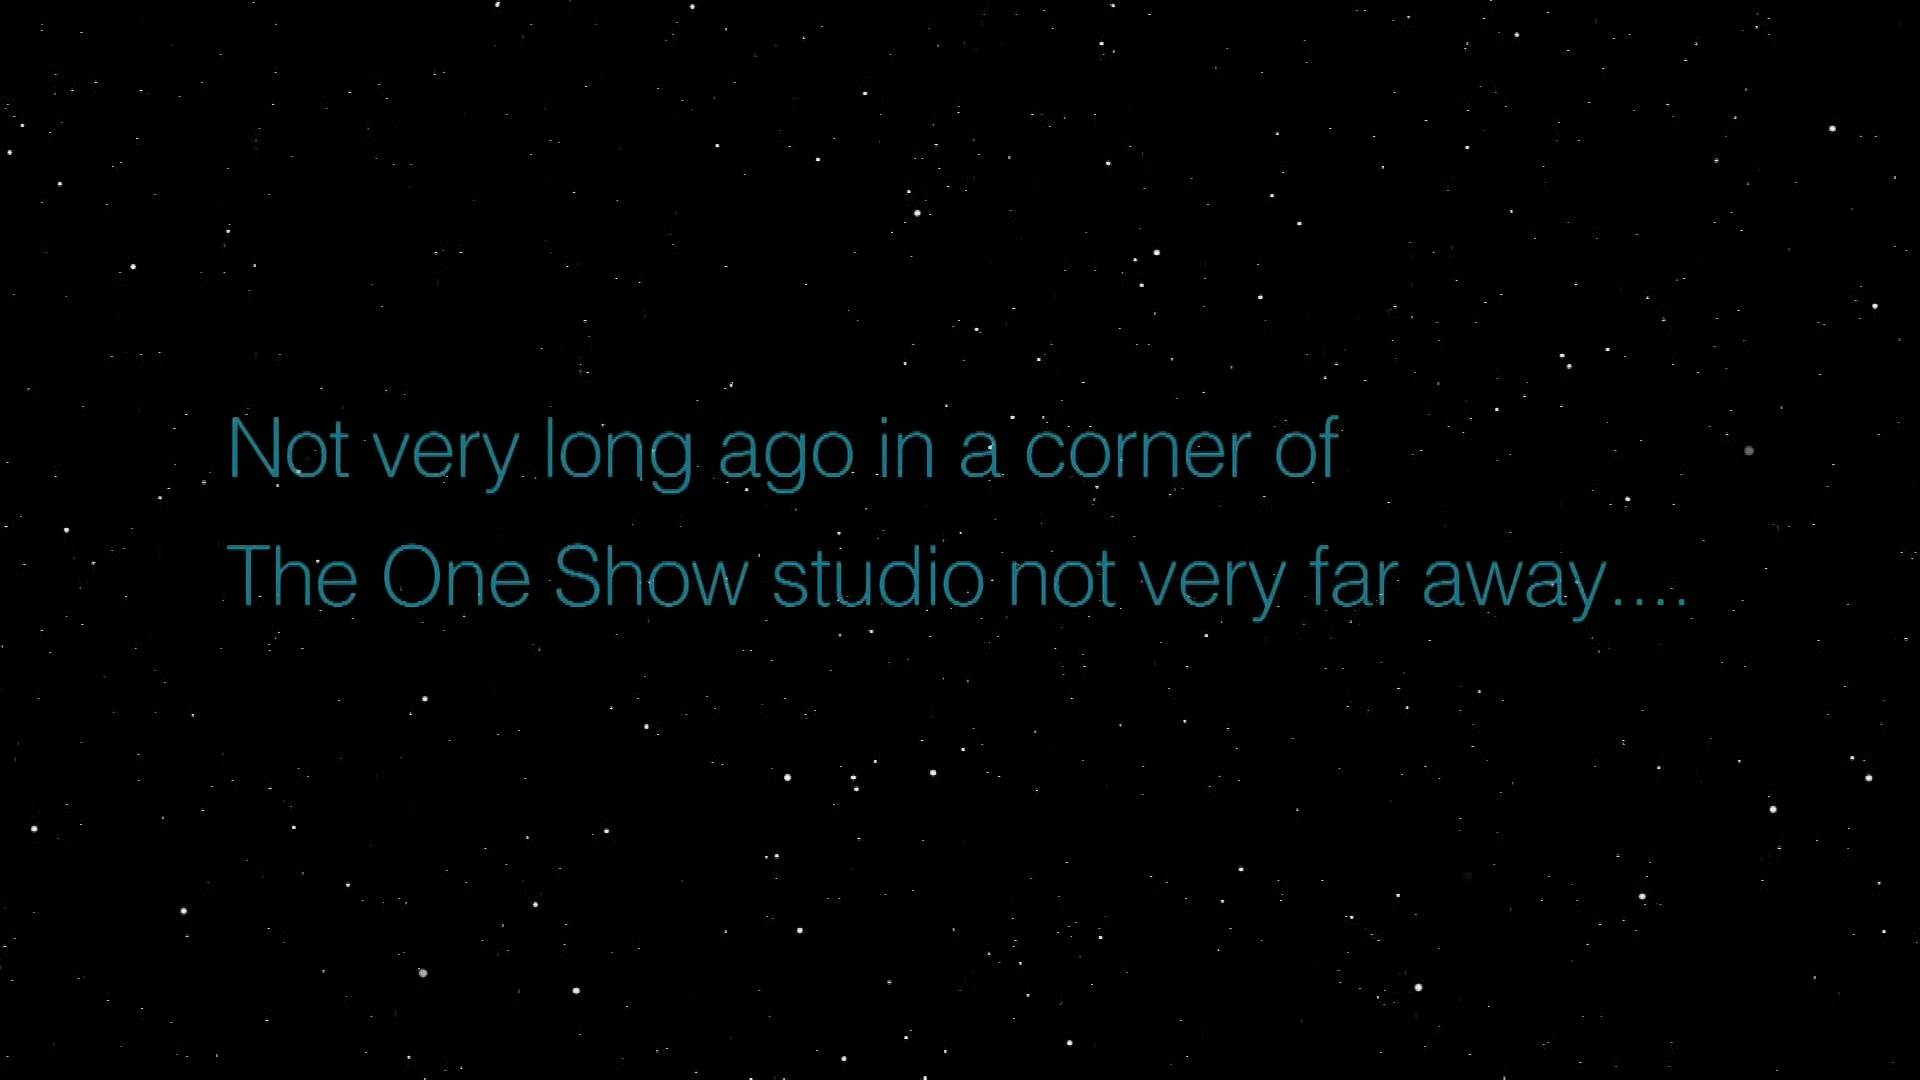 Not very long ago in a corner of
The One Show studio not very far away....